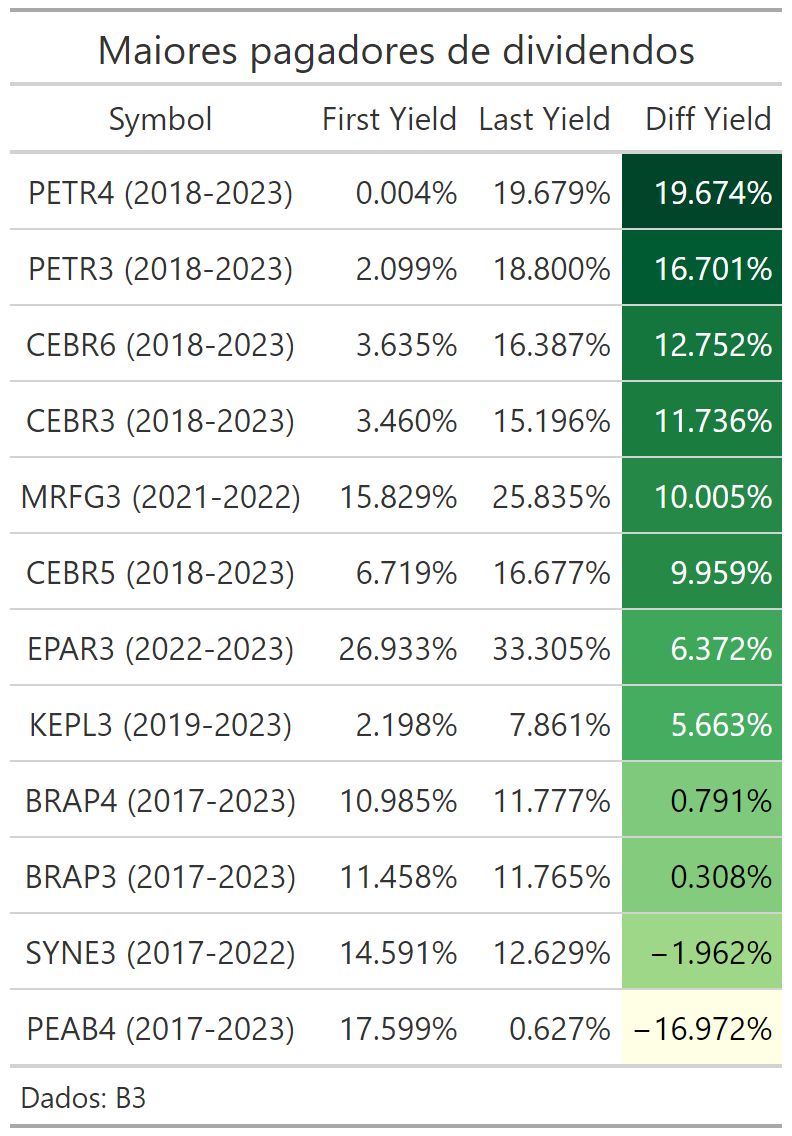 Maiores pagadores de dividendos
Symbol First Yield Last Yield Diff Yield
PETR4 (2018-2023) 0.004% 19.679% 19.674%
PETR3 (2018-2023) 2.099% 18.800% 16.701%
CEBR6 (2018-2023) 3.635% 16.387% 12.752%
CEBR3 (2018-2023) 3.460% 15.196% 11.736%
MRFG3 (2021-2022) 15.829% 25.835% 10.005%
CEBR5 (2018-2023) 6.719% 16.677% 9.959%
EPAR3 (2022-2023) 26.933% 33.305% 6.372%
KEPL3 (2019-2023) 2.198% 7.861% 5.663%
BRAP4 (2017-2023) 10.985% 11.777% 0.791%
BRAP3 (2017-2023) 11.458% 11.765% 0.308%
SYNE3 (2017-2022) 14.591% 12.629% −1.962%
PEAB4 (2017-2023) 17.599% 0.627% −16.972%
Dados: B3